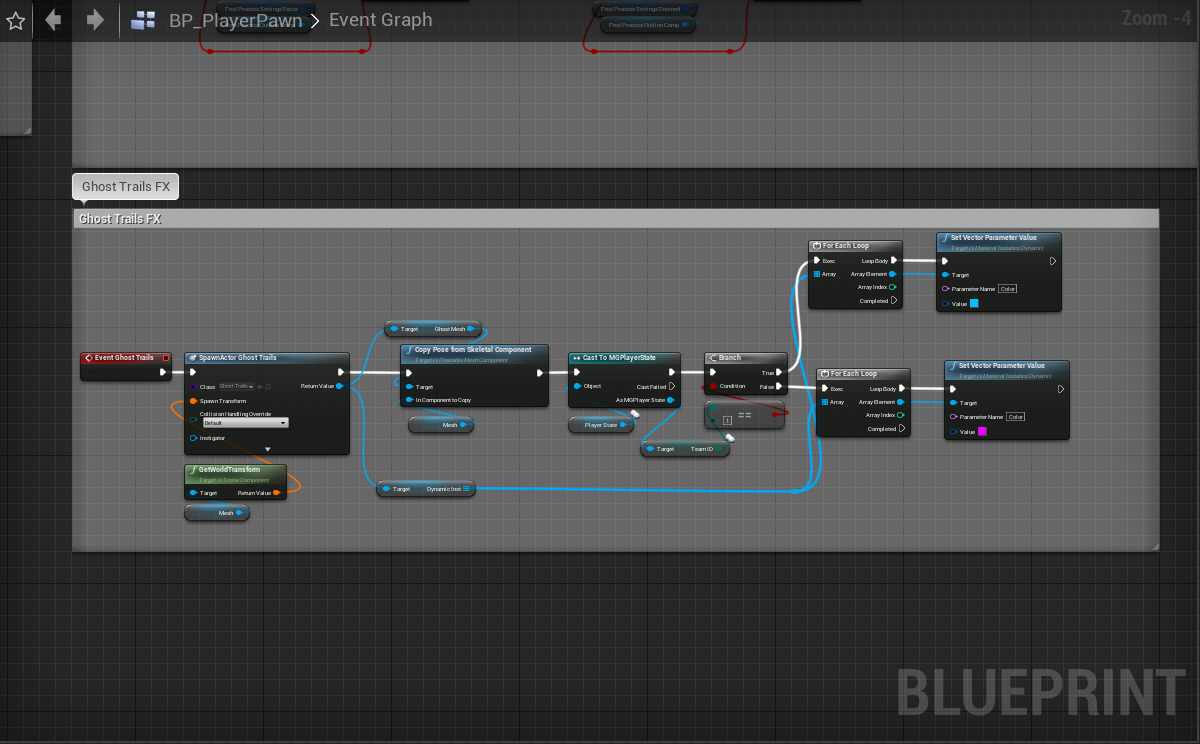 Post Process Settings Focus
Post Process Settings Downed
Post Process Outline Comp
BP_PlayerPawn > Event Graph
Zoom -4
Ghost Trails FX
Ghost Trails FX
For Each Loop
Exec
Loop Body
Array
Array Element
Array Index
Completed
Set Vector Parameter Value
Target is Material Instance Dynamic
Target
Parameter Name
Color
Value
Target
Ghost Mesh
Event Ghost Trails
SpawnActor Ghost Trails
Class
Ghost Trails
Return Value
Spawn Transform
Collision Handling Override
Default
Instigator
Copy Pose from Skeletal Component
Target is Poseable Mesh Component
Target
In Component to Copy
Mesh
Cast To MGPlayerState
Object
Cast Failed
As MGPlayer State
Player State
Branch
True
Condition
False
1
==
Target
Team ID
For Each Loop
Exec
Loop Body
Array
Array Element
Array Index
Completed
Set Vector Parameter Value
Target is Material Instance Dynamic
Target
Parameter Name
Color
Value
GetWorldTransform
Target is Scene Component
Target
Return Value
Mesh
Target
Dynamic Inst
BLUEPRINT